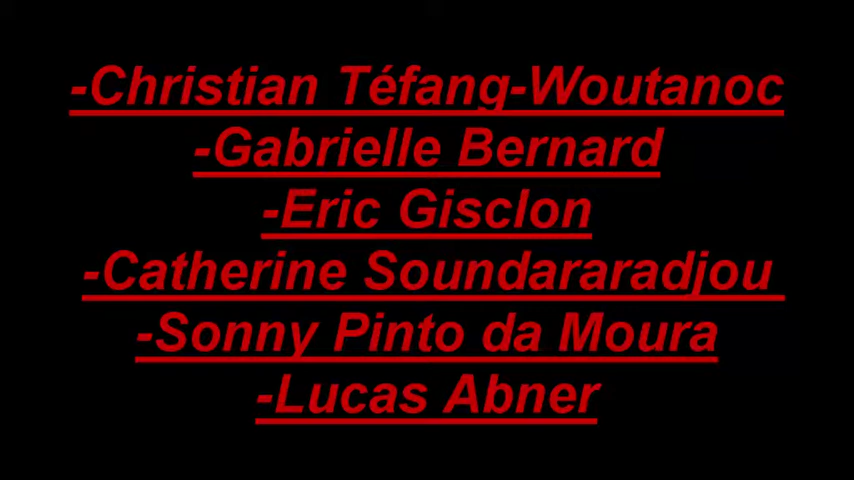 -Christian Téfang-Woutanoc
-Gabrielle Bernard
-Eric Gisclon
-Catherine Soundararadjou
-Sonny Pinto da Moura
-Lucas Abner